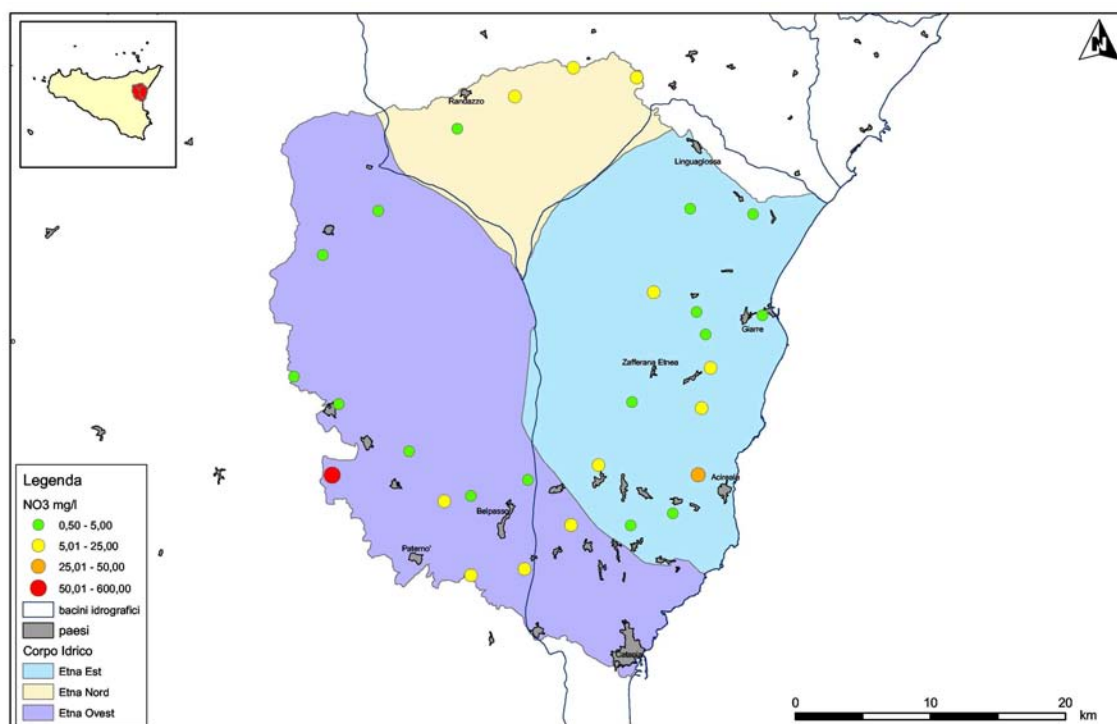 N
Randazzo
Linguaglossa
Giarre
Zafferana Etnea
Acireale
Belpasso
Paterno'
Catania
Legenda
NO3 mg/l
0,50 - 5,00
5,01 - 25,00
25,01 - 50,00
50,01 - 600,00
bacini idrografici
paesi
Corpo Idrico
Etna Est
Etna Nord
Etna Ovest
0 10 20
km